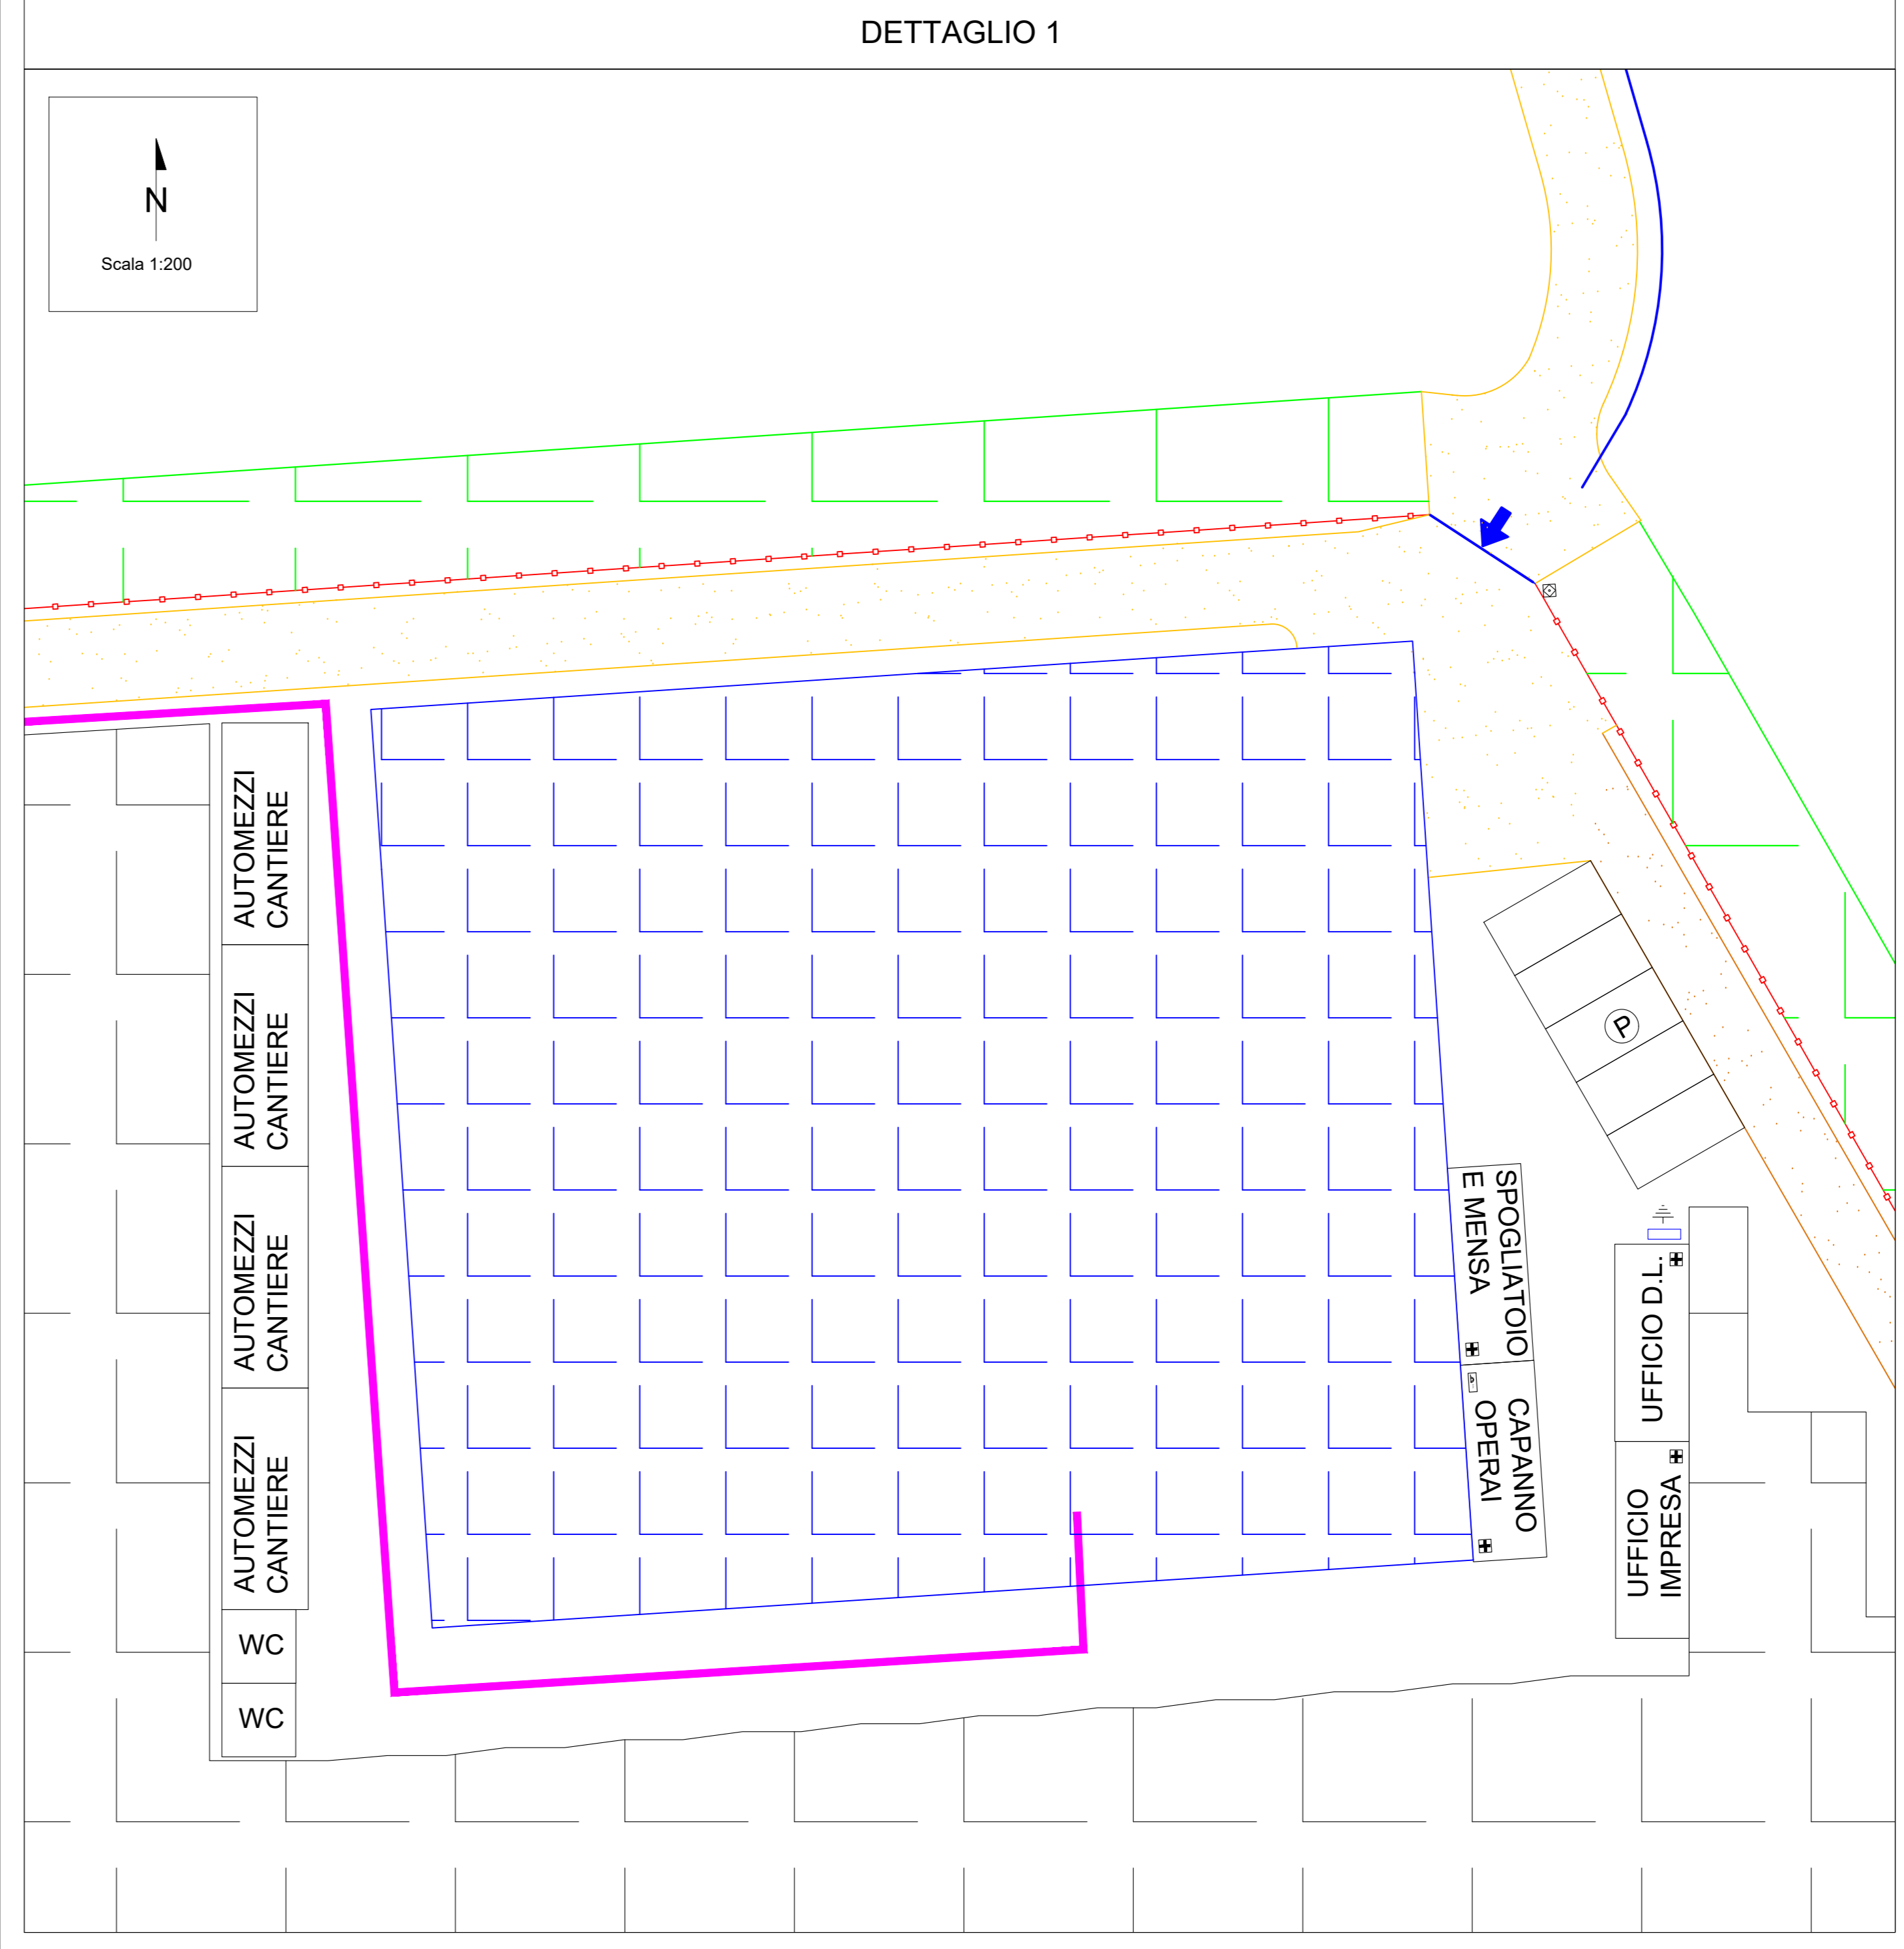 DETTAGLIO 1
N
Scala 1:200
AUTOMEZZI
CANTIERE
AUTOMEZZI
CANTIERE
AUTOMEZZI
CANTIERE
AUTOMEZZI
CANTIERE
WC
WC
P
SPOGLIATOIO
E MENSA
CAPANNO
OPERAI
UFFICIO D.L.
UFFICIO
IMPRESA